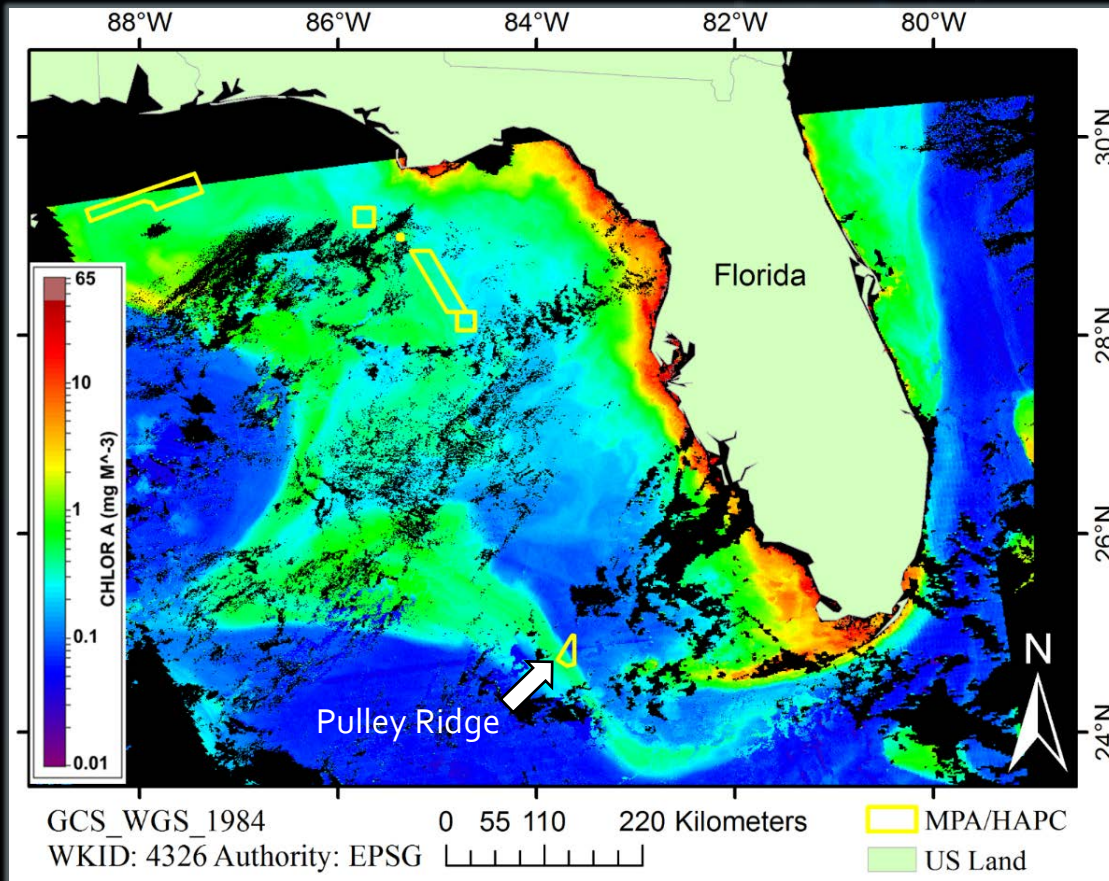 88°W 86°W 84°W 82°W 80°W
30°N
28°N
26°N
24°N
Florida
Pulley Ridge
N
65
10
1
0.1
0.01
CHLOR A (mg M^-3)
GCS_WGS_1984
WKID: 4326 Authority: EPSG
0 55 110 220 Kilometers
MPA/HAPC
US Land